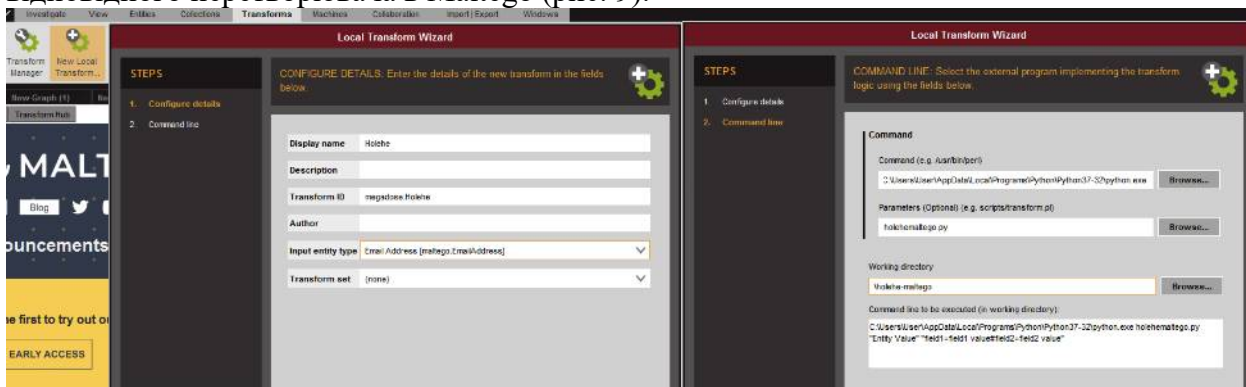 відповідного перетворювача в Maltego (рис. 9).
Investigate View Entities Collections Transforms Machines Collaboration Import | Export Windows
Transform Manager
New Local Transform...
New Graph (1)
Transform Hub
MALT
Blog
ouncements
e first to try out o
EARLY ACCESS
Local Transform Wizard
STEPS
1. Configure details
2. Command line
CONFIGURE DETAILS: Enter the details of the new transform in the fields
below.
Display name Holehe
Description
Transform ID megadose.Holehe
Author
Input entity type Email Address [maltego.EmailAddress]
Transform set (none)
Local Transform Wizard
STEPS
1. Configure details
2. Command line
COMMAND LINE: Select the external program implementing the transform
logic using the fields below.
Command
Command (e.g. /usr/bin/perl)
C:\Users\User\AppData\Local\Programs\Python\Python37-32\python.exe Browse...
Parameters (Optional) (e.g. scripts/transform.pl)
holehemaltego.py Browse...
Working directory
\holehe-maltego Browse...
Command line to be executed (in working directory):
C:\Users\User\AppData\Local\Programs\Python\Python37-32\python.exe holehemaltego.py
"Entity Value" "field1=field1 value#field2=field2 value"